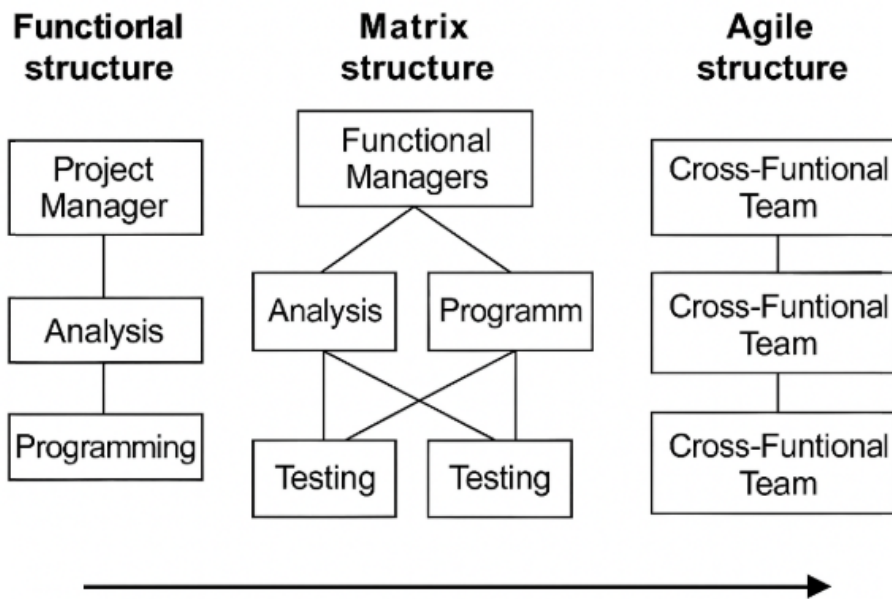 Functional structure
Project
Manager
Analysis
Programming
Matrix
structure
Functional
Managers
Analysis
Programm
Testing
Testing
Agile
structure
Cross-Funtional
Team
Cross-Funtional
Team
Cross-Funtional
Team